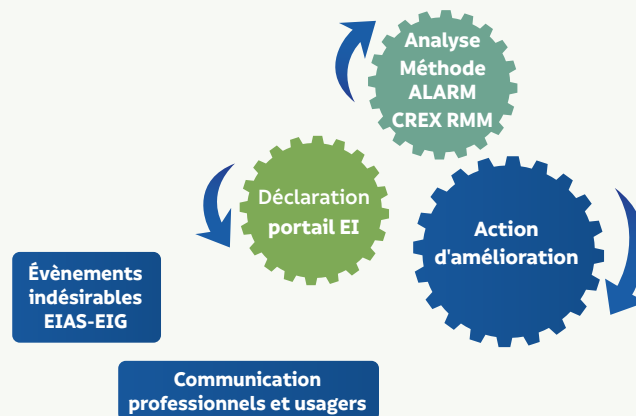 Analyse
Méthode
ALARM
CREX RMM
Déclaration
portail EI
Action
d'amélioration
Évènements
indésirables
EIAS-EIG
Communication
professionnels et usagers